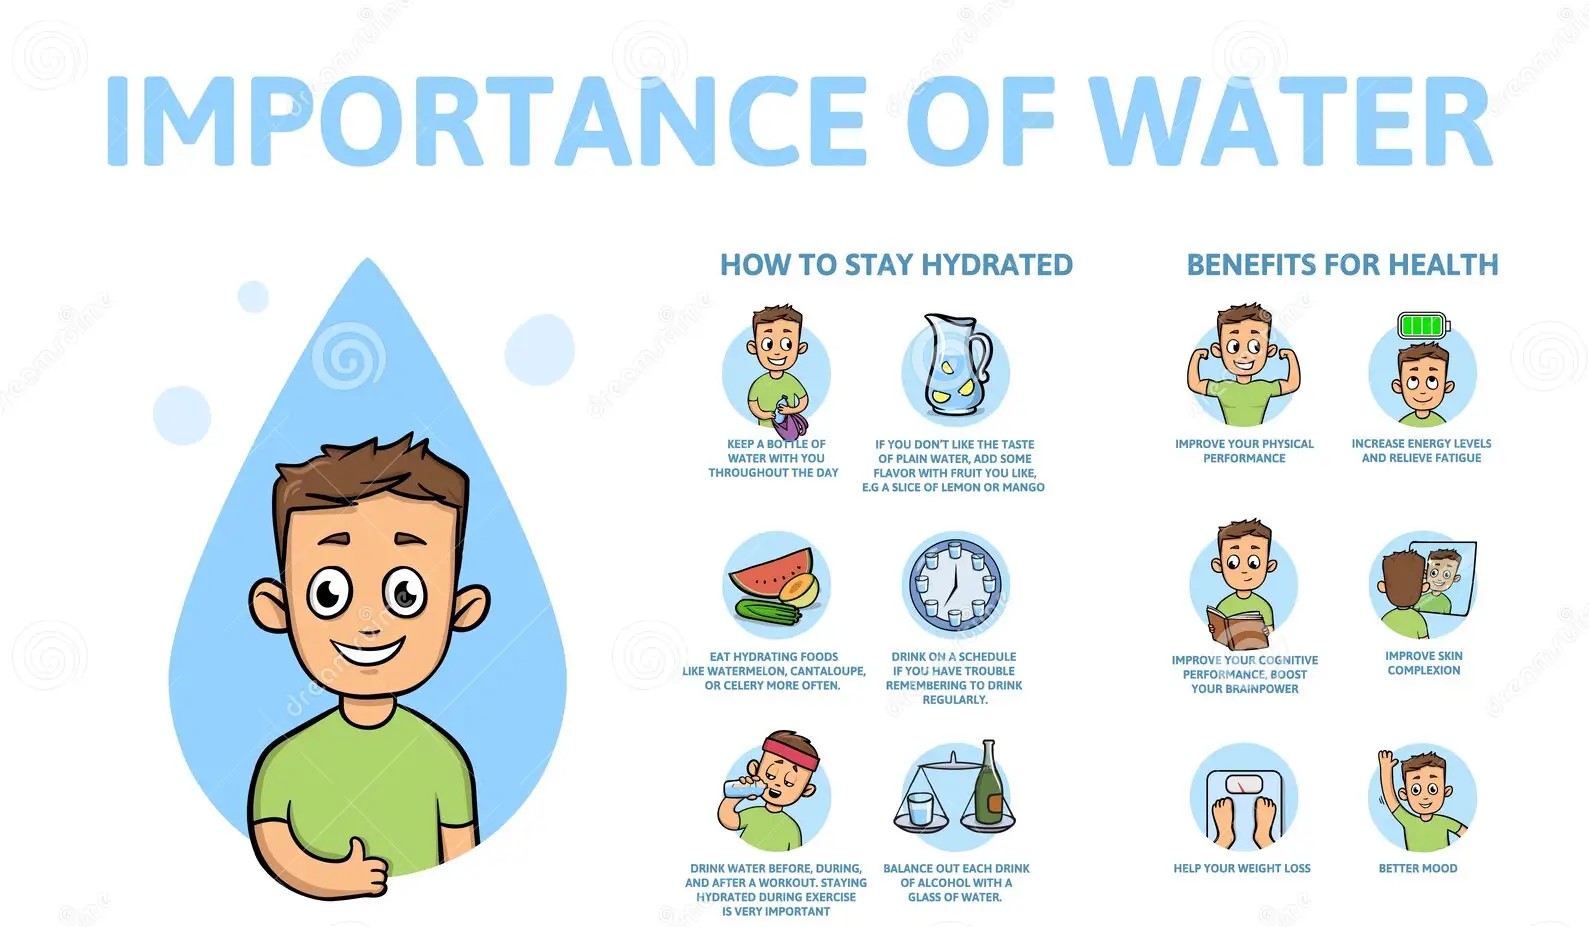 IMPORTANCE OF WATER
HOW TO STAY HYDRATED
KEEP A BOTTLE OF
WATER WITH YOU
THROUGHOUT THE DAY
IF YOU DON'T LIKE THE TASTE
OF PLAIN WATER, ADD SOME
FLAVOR WITH FRUIT YOU LIKE,
E.G A SLICE OF LEMON OR MANGO
EAT HYDRATING FOODS
LIKE WATERMELON, CANTALOUPE,
OR CELERY MORE OFTEN.
DRINK ON A SCHEDULE
IF YOU HAVE TROUBLE
REMEMBERING TO DRINK
REGULARLY.
DRINK WATER BEFORE, DURING,
AND AFTER A WORKOUT. STAYING
HYDRATED DURING EXERCISE
IS VERY IMPORTANT
BALANCE OUT EACH DRINK
OF ALCOHOL WITH A
GLASS OF WATER.
BENEFITS FOR HEALTH
IMPROVE YOUR PHYSICAL
PERFORMANCE
INCREASE ENERGY LEVELS
AND RELIEVE FATIGUE
IMPROVE YOUR COGNITIVE
PERFORMANCE, BOOST
YOUR BRAINPOWER
IMPROVE SKIN
COMPLEXION
HELP YOUR WEIGHT LOSS
BETTER MOOD
dreamstime